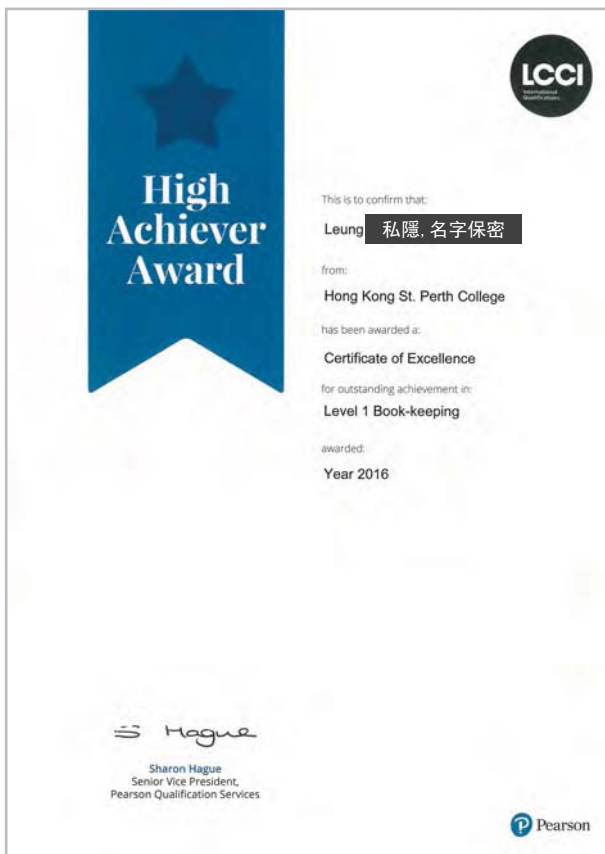 High
Achiever
Award
LCCI
International
Qualifications
This is to confirm that:
Leung 私隱, 名字保密
from:
Hong Kong St. Perth College
has been awarded a:
Certificate of Excellence
for outstanding achievement in:
Level 1 Book-keeping
awarded:
Year 2016
S Hague
Sharon Hague
Senior Vice President,
Pearson Qualification Services
Pearson